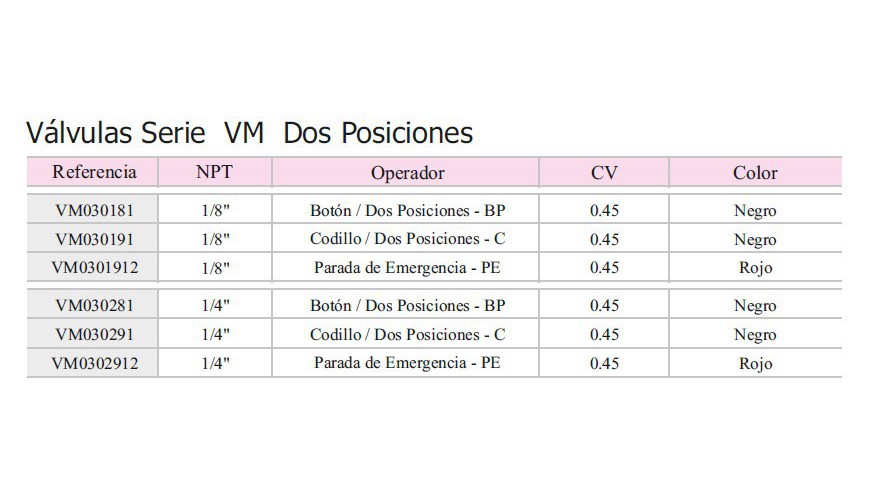 Válvulas Serie VM Dos Posiciones
Referencia NPT Operador CV Color
VM030181 1/8" Botón / Dos Posiciones - BP 0.45 Negro
VM030191 1/8" Codillo / Dos Posiciones - C 0.45 Negro
VM0301912 1/8" Parada de Emergencia - PE 0.45 Rojo
VM030281 1/4" Botón / Dos Posiciones - BP 0.45 Negro
VM030291 1/4" Codillo / Dos Posiciones - C 0.45 Negro
VM0302912 1/4" Parada de Emergencia - PE 0.45 Rojo